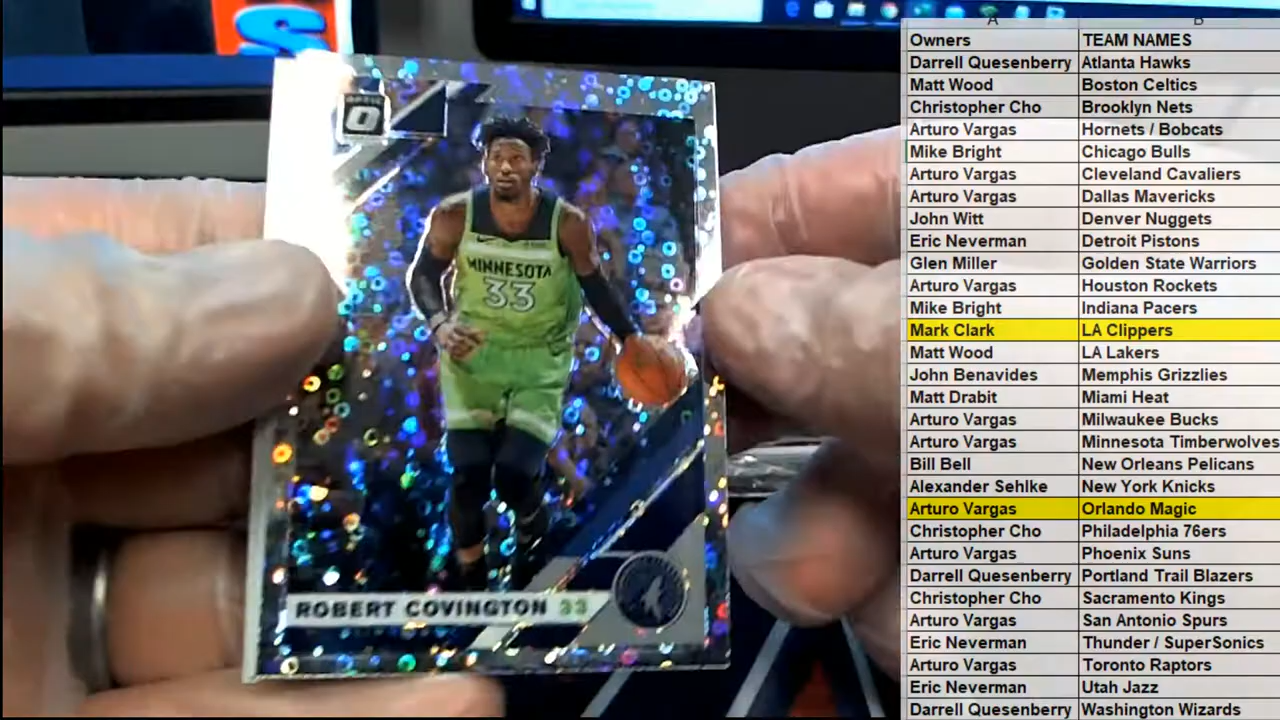 S
OPTIC
O
MINNESOTA
33
ROBERT COVINGTON 33
A B
Owners TEAM NAMES
Darrell Quesenberry Atlanta Hawks
Matt Wood Boston Celtics
Christopher Cho Brooklyn Nets
Arturo Vargas Hornets / Bobcats
Mike Bright Chicago Bulls
Arturo Vargas Cleveland Cavaliers
Arturo Vargas Dallas Mavericks
John Witt Denver Nuggets
Eric Neverman Detroit Pistons
Glen Miller Golden State Warriors
Arturo Vargas Houston Rockets
Mike Bright Indiana Pacers
Mark Clark LA Clippers
Matt Wood LA Lakers
John Benavides Memphis Grizzlies
Matt Drabit Miami Heat
Arturo Vargas Milwaukee Bucks
Arturo Vargas Minnesota Timberwolves
Bill Bell New Orleans Pelicans
Alexander Sehlke New York Knicks
Arturo Vargas Orlando Magic
Christopher Cho Philadelphia 76ers
Arturo Vargas Phoenix Suns
Darrell Quesenberry Portland Trail Blazers
Christopher Cho Sacramento Kings
Arturo Vargas San Antonio Spurs
Eric Neverman Thunder / SuperSonics
Arturo Vargas Toronto Raptors
Eric Neverman Utah Jazz
Darrell Quesenberry Washington Wizards